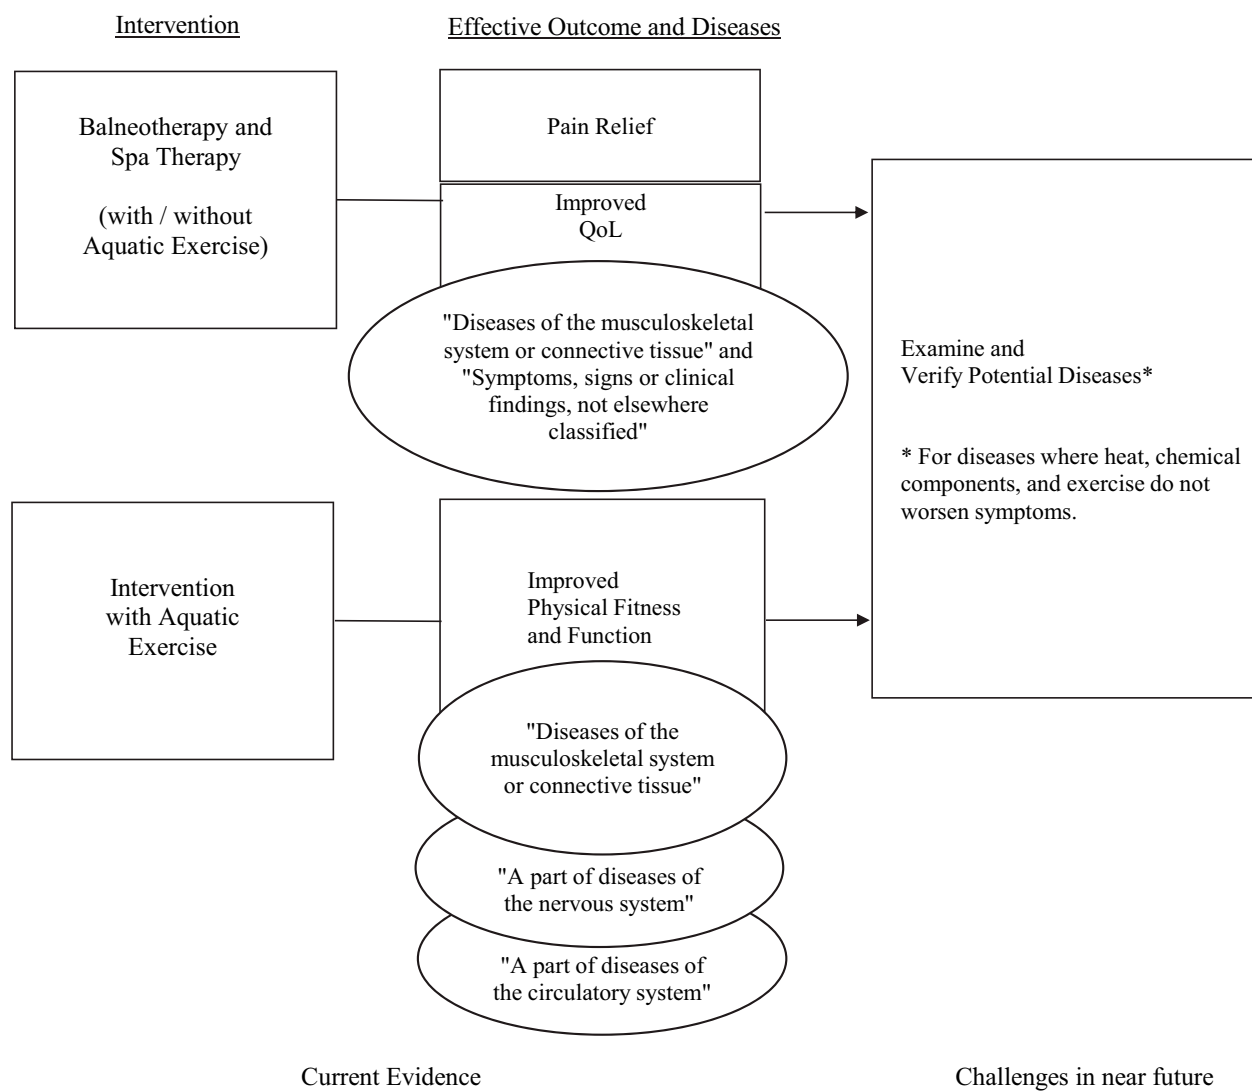 Intervention
Effective Outcome and Diseases
Balneotherapy and
Spa Therapy
(with / without
Aquatic Exercise)
Pain Relief
Improved
QoL
"Diseases of the musculoskeletal
system or connective tissue" and
"Symptoms, signs or clinical
findings, not elsewhere
classified"
Examine and
Verify Potential Diseases*
* For diseases where heat, chemical
components, and exercise do not
worsen symptoms.
Intervention
with Aquatic
Exercise
Improved
Physical Fitness
and Function
"Diseases of the
musculoskeletal system
or connective tissue"
"A part of diseases of
the nervous system"
"A part of diseases of
the circulatory system"
Current Evidence
Challenges in near future